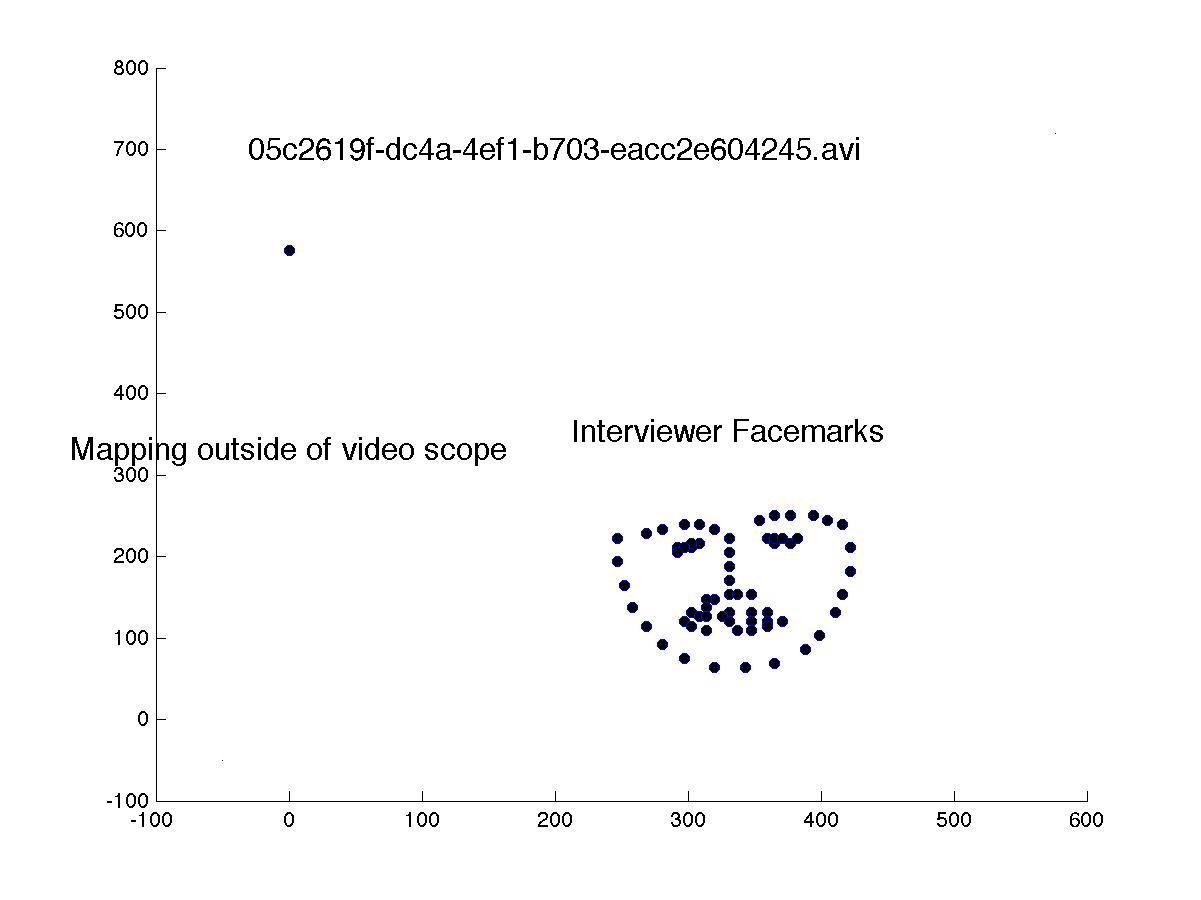 800
700
05c2619f-dc4a-4ef1-b703-eacc2e604245.avi
600
500
400
Interviewer Facemarks
Mapping outside of video scope
300
200
100
0
-100
-100 0 100 200 300 400 500 600